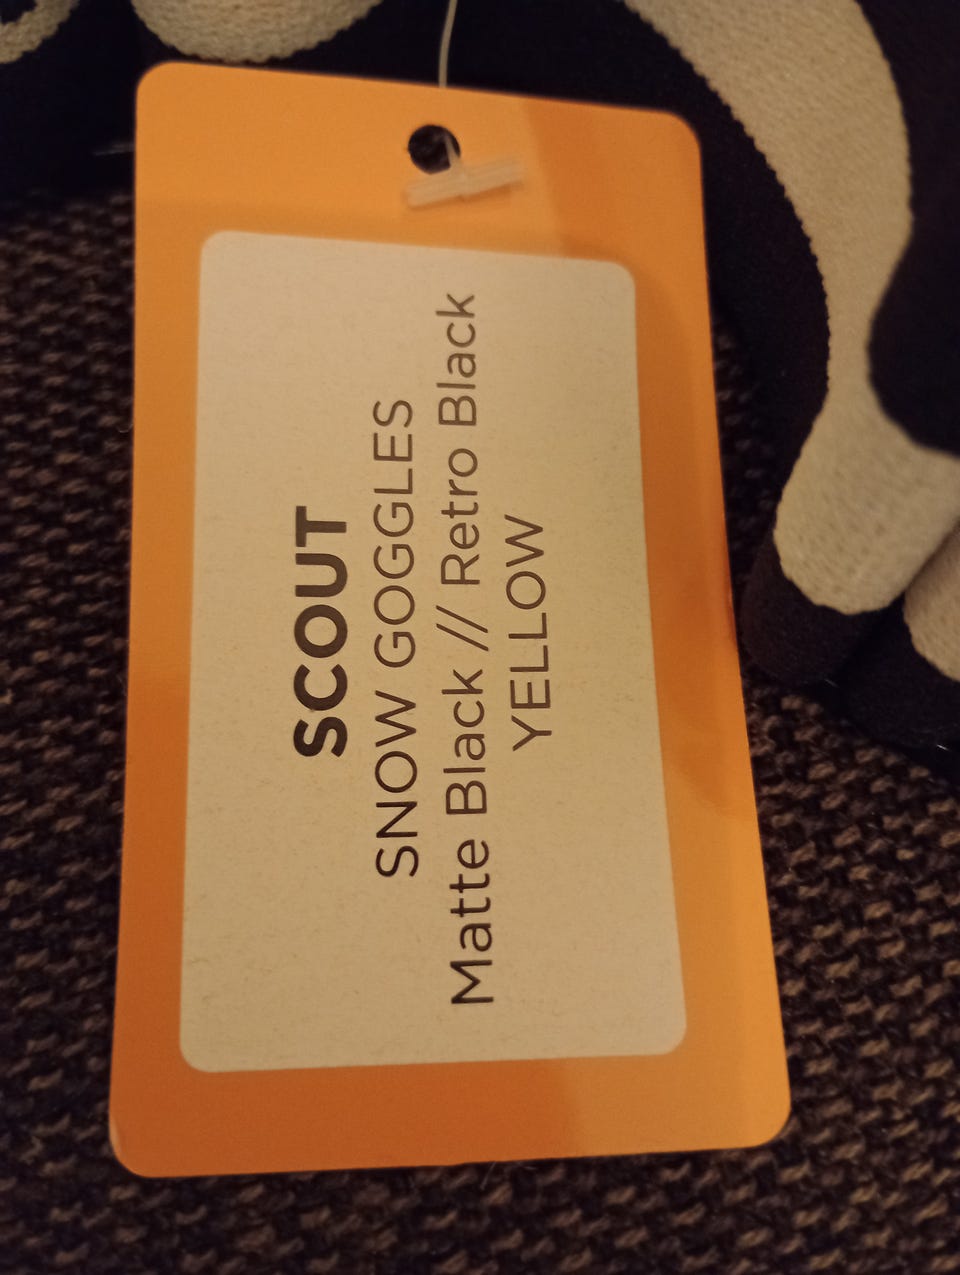 SCOUT
SNOW GOGGLES
Matte Black // Retro Black
YELLOW